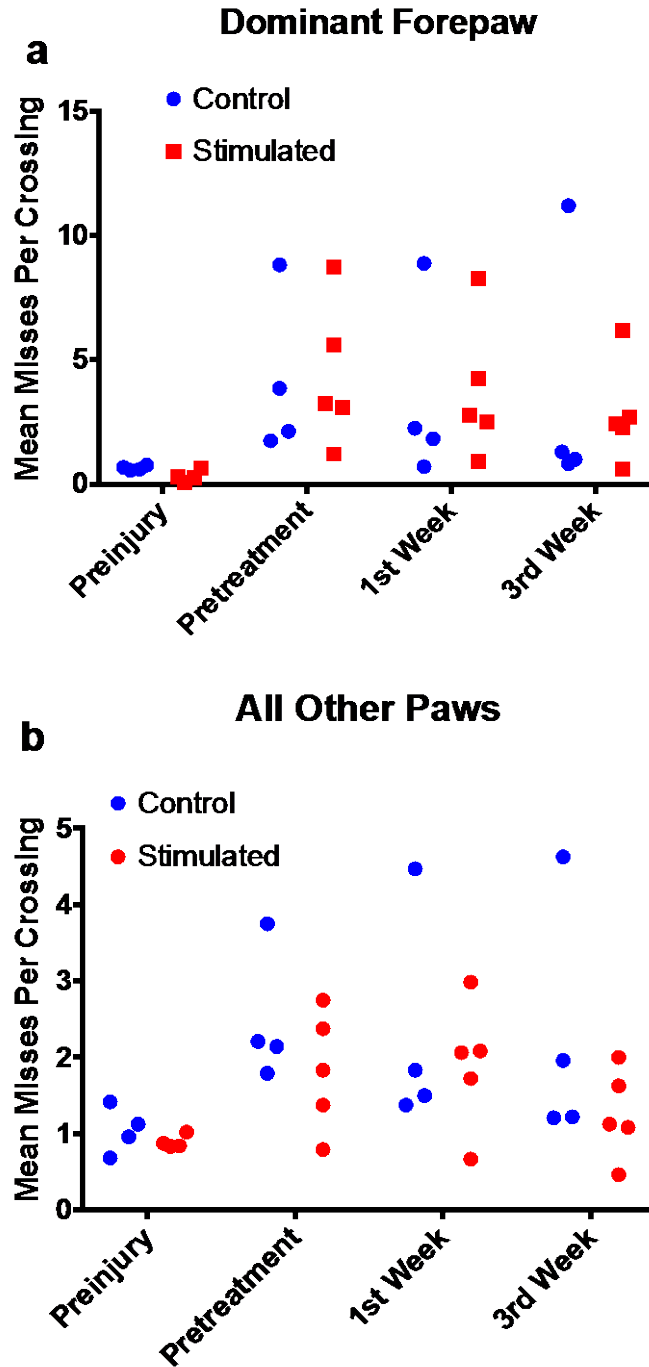 Dominant Forepaw
a
Control
Stimulated
Mean Misses Per Crossing
15
10
5
0
Preinjury
Pretreatment
1st Week
3rd Week
All Other Paws
b
Control
Stimulated
Mean Misses Per Crossing
5
4
3
2
1
0
Preinjury
Pretreatment
1st Week
3rd Week